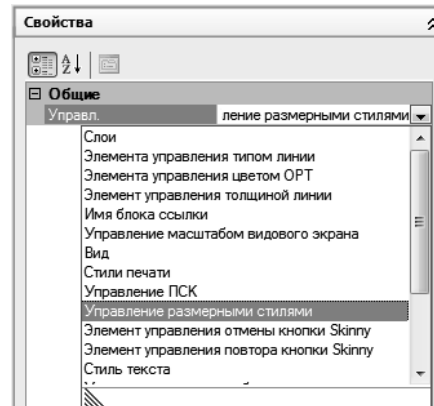 Свойства
Общие
Управл. ление размерными стилями
Слои
Элемента управления типом линии
Элемента управления цветом ОРТ
Элемент управления толщиной линии
Имя блока ссылки
Управление масштабом видового экрана
Вид
Стили печати
Управление ПСК
Управление размерными стилями
Элемент управления отмены кнопки Skinny
Элемент управления повтора кнопки Skinny
Стиль текста